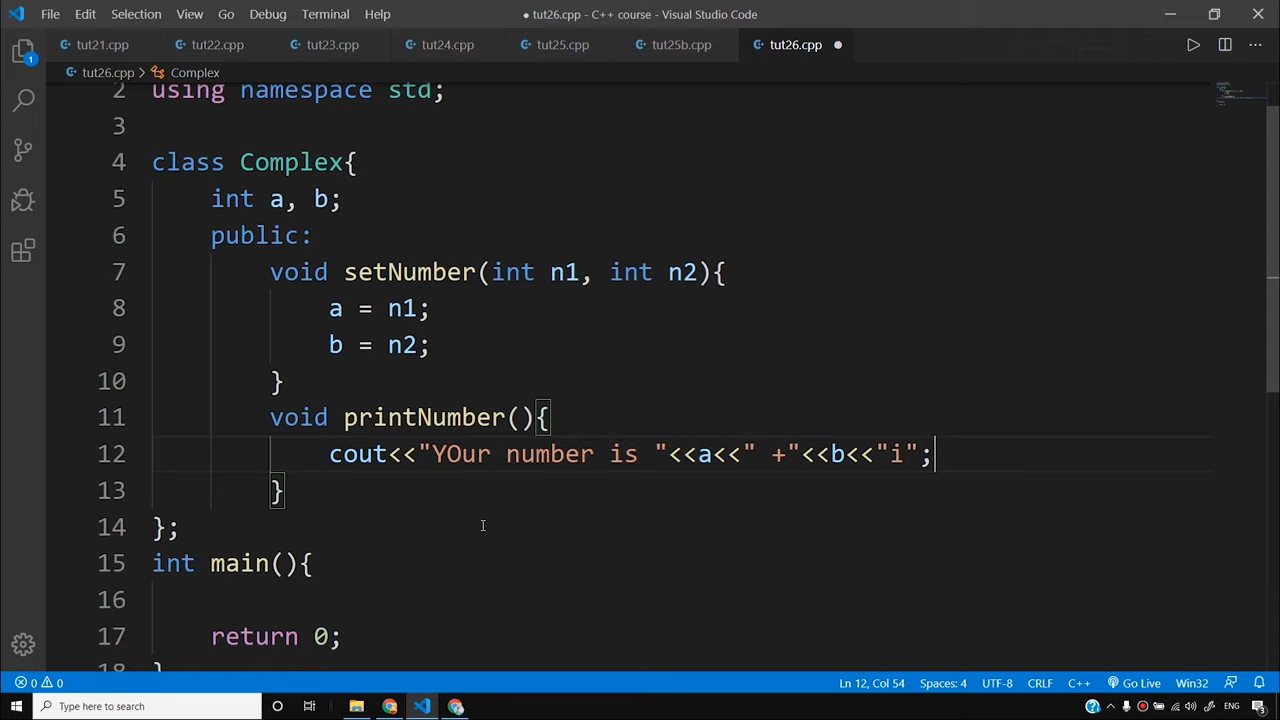 File Edit Selection View Go Debug Terminal Help ● tut26.cpp - C++ course - Visual Studio Code
tut21.cpp tut22.cpp tut23.cpp tut24.cpp tut25.cpp tut25b.cpp tut26.cpp ●
tut26.cpp > Complex
2 using namespace std;
3
4 class Complex{
5 int a, b;
6 public:
7 void setNumber(int n1, int n2){
8 a = n1;
9 b = n2;
10 }
11 void printNumber(){
12 cout<<"YOur number is "<<a<<" +"<<b<<"i";
13 }
14 };
15 int main(){
16
17 return 0;
18 }
1
0 0 Ln 12, Col 54 Spaces: 4 UTF-8 CRLF C++ Go Live Win32
Type here to search ENG 3